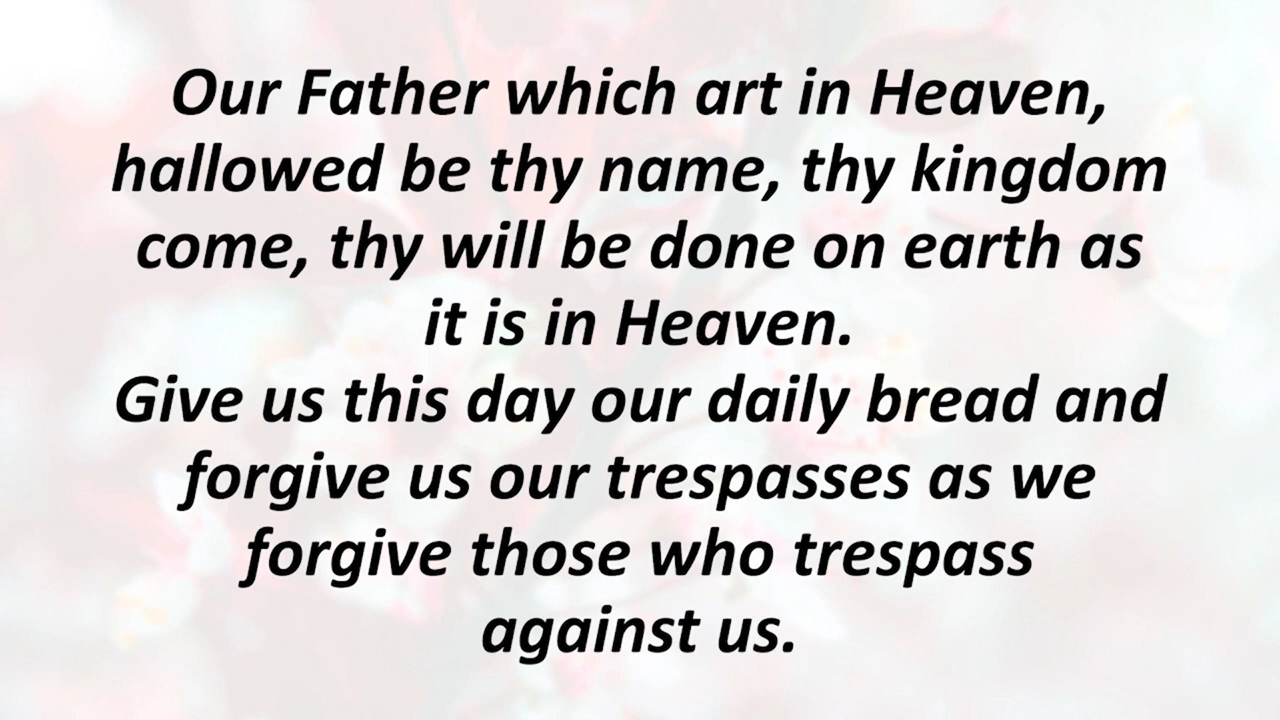 Our Father which art in Heaven,
hallowed be thy name, thy kingdom
come, thy will be done on earth as
it is in Heaven.
Give us this day our daily bread and
forgive us our trespasses as we
forgive those who trespass
against us.